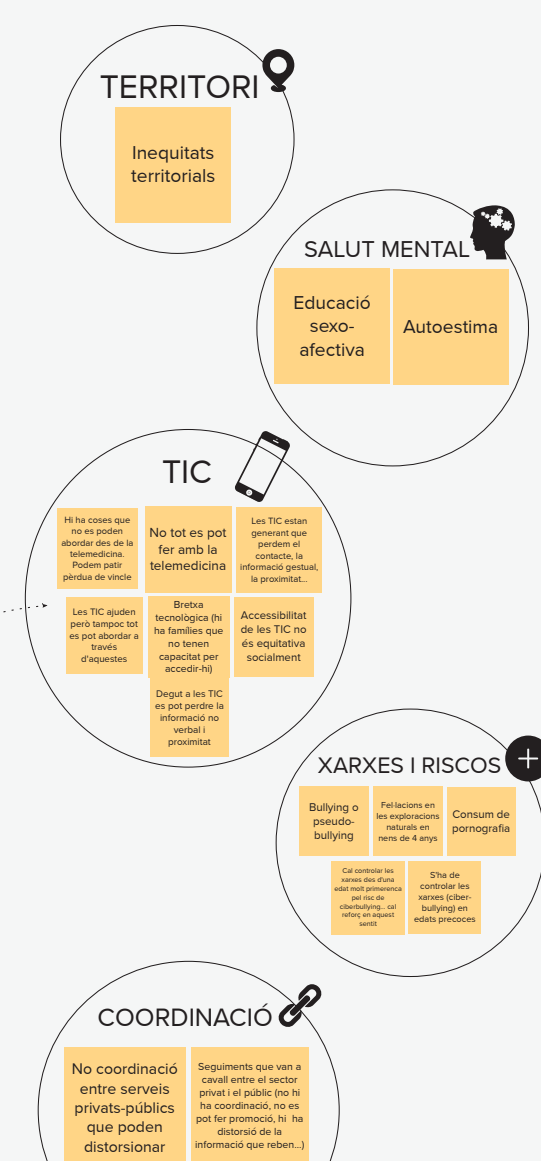 TERRITORI
Inequitats
territorials
SALUT MENTAL
Educació
sexo-
afectiva
Autoestima
TIC
Hi ha coses que
no es poden
abordar des de la
telemedicina.
Podem patir
pèrdua de vincle
No tot es pot
fer amb la
telemedicina
Les TIC estan
generant que
perdem el
contacte, la
informació gestual,
la proximitat...
Les TIC ajuden
però tampoc tot
es pot abordar a
través
d'aquestes
Bretxa
tecnològica (hi
ha famílies que
no tenen
capacitat per
accedir-hi)
Accessibilitat
de les TIC no
és equitativa
socialment
Degut a les TIC
es pot perdre la
informació no
verbal i
proximitat
XARXES I RISCOS
Bullying o
pseudo-
bullying
Fel·lacions en
les exploracions
naturals en
nens de 4 anys
Consum de
pornografia
Cal controlar les
xarxes des d'una
edat molt primerenca
pel risc de
ciberbullying... cal
reforç en aquest
sentit
S'ha de
controlar les
xarxes (ciber-
bullying) en
edats precoces
COORDINACIÓ
No coordinació
entre serveis
privats-públics
que poden
distorsionar
Seguiments que van a
cavall entre el sector
privat i el públic (no hi
ha coordinació, no es
pot fer promoció, hi ha
distorsió de la
informació que reben...)